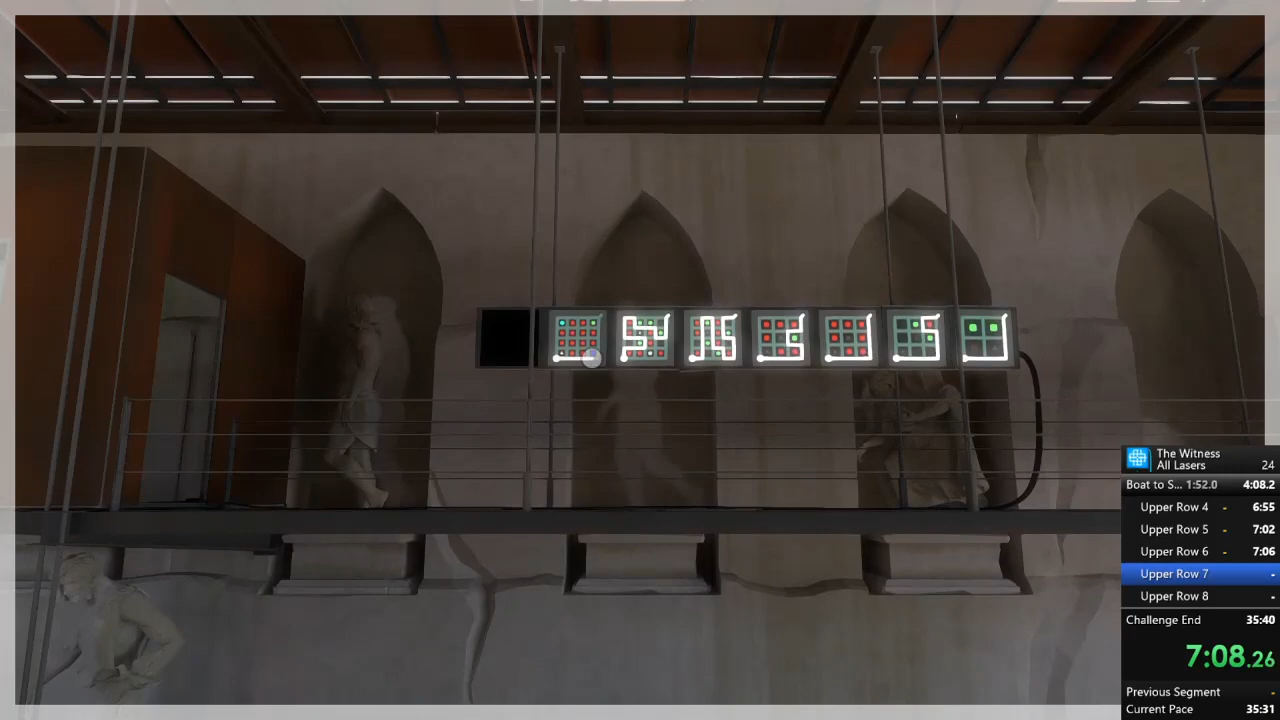 The Witness
All Lasers 24
Boat to S... 1:52.0 4:08.2
Upper Row 4 - 6:55
Upper Row 5 - 7:02
Upper Row 6 - 7:06
Upper Row 7 -
Upper Row 8 -
Challenge End 35:40
7:08.26
Previous Segment -
Current Pace 35:31